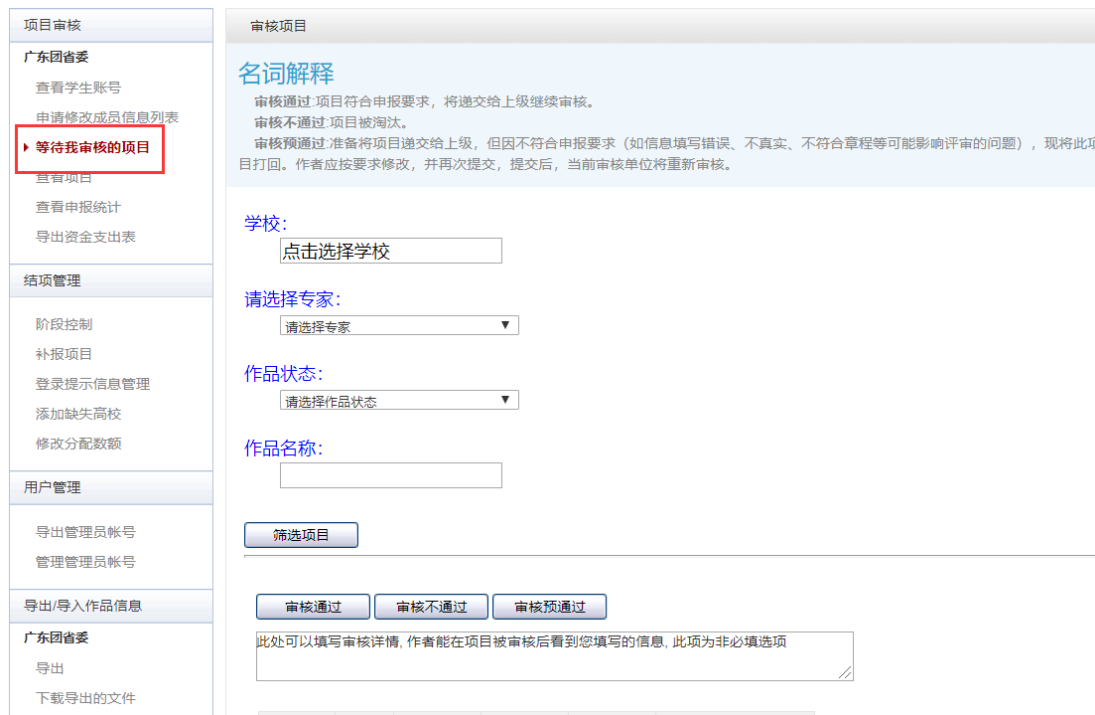 项目审核
广东团省委
查看学生账号
申请修改成员信息列表
等待我审核的项目
查看项目
查看申报统计
导出资金支出表
结项管理
阶段控制
补报项目
登录提示信息管理
添加缺失高校
修改分配数额
用户管理
导出管理员帐号
管理管理员帐号
导出/导入作品信息
广东团省委
导出
下载导出的文件
审核项目
名词解释
审核通过:项目符合申报要求，将递交给上级继续审核。
审核不通过:项目被淘汰。
审核预通过:准备将项目递交给上级，但因不符合申报要求（如信息填写错误、不真实、不符合章程等可能影响评审的问题），现将此项
目打回。作者应按要求修改，并再次提交，提交后，当前审核单位将重新审核。
学校:
点击选择学校
请选择专家:
请选择专家
作品状态:
请选择作品状态
作品名称:
筛选项目
审核通过 审核不通过 审核预通过
此处可以填写审核详情, 作者能在项目被审核后看到您填写的信息, 此项为非必填选项